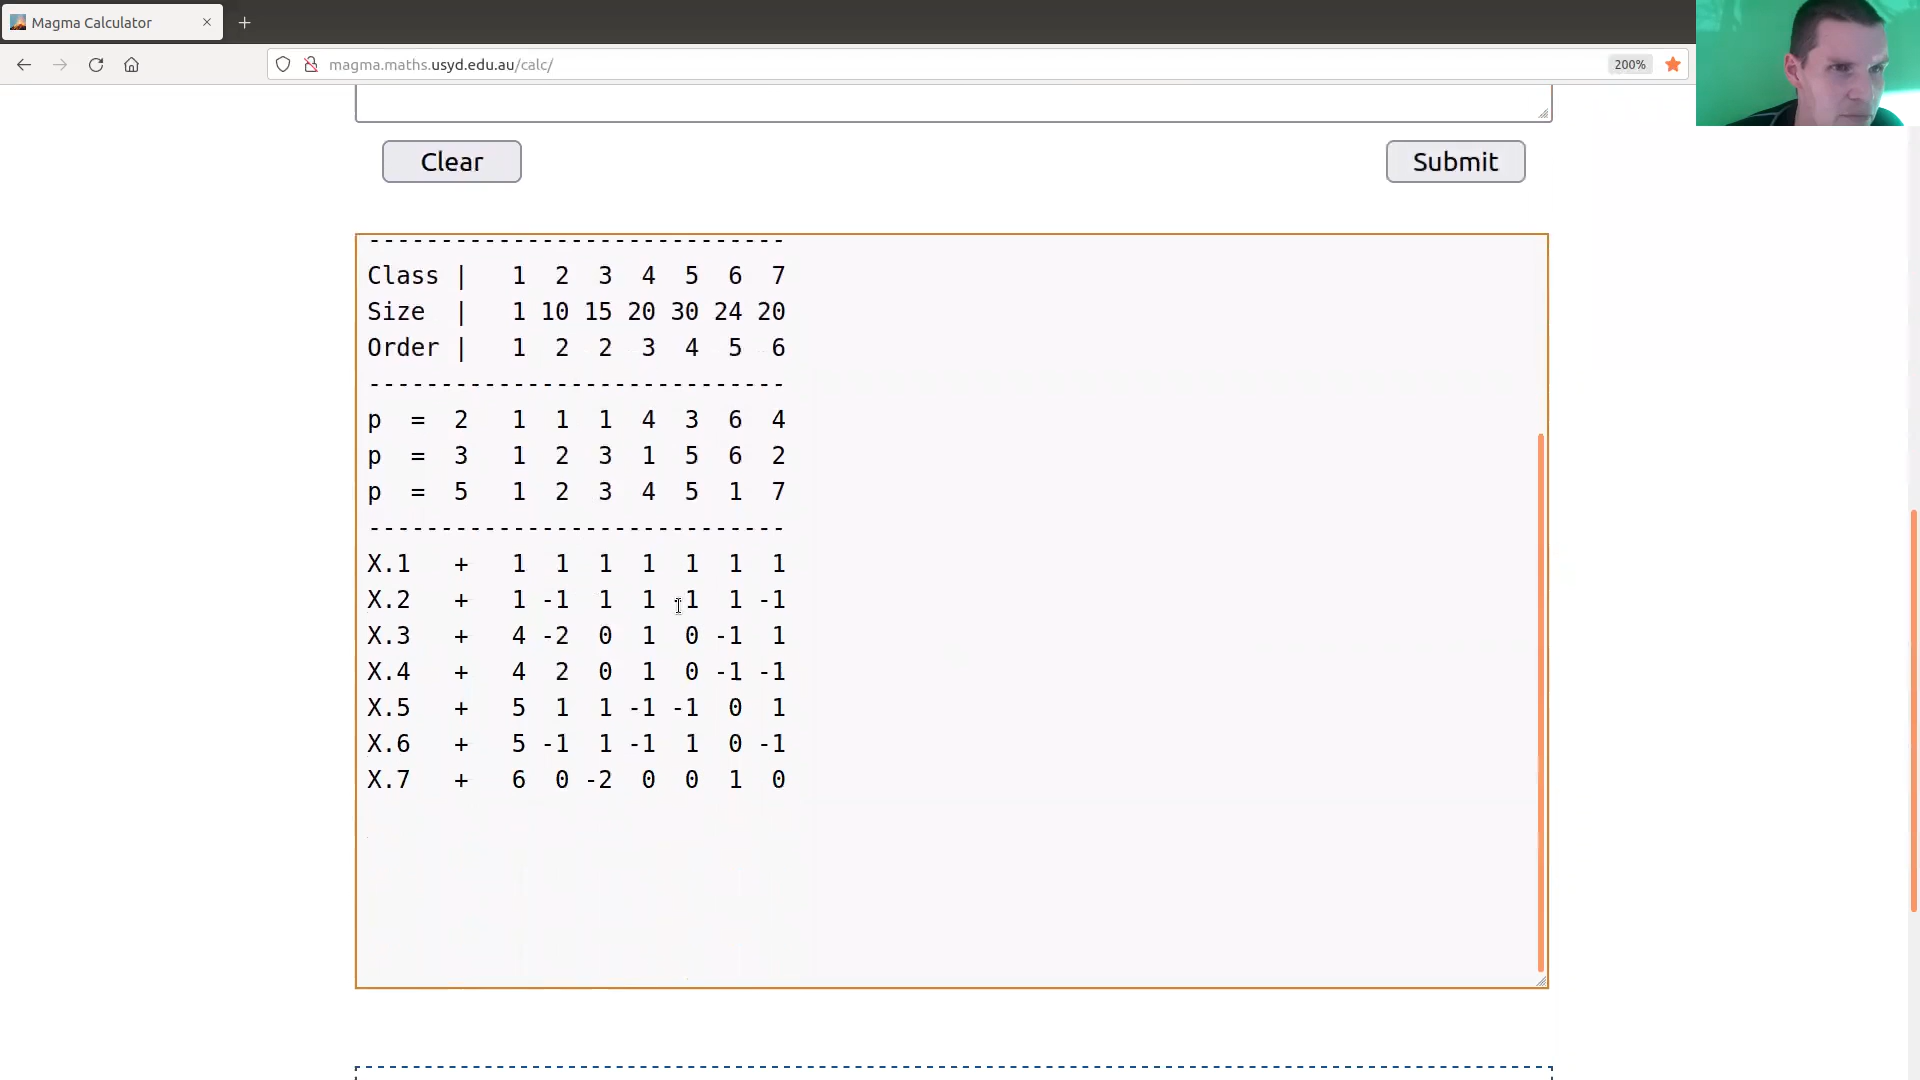 Magma Calculator
magma.maths.usyd.edu.au/calc/
200%
Clear
Submit
---------------------------
Class |   1  2  3  4  5  6  7
Size  |   1 10 15 20 30 24 20
Order |   1  2  2  3  4  5  6
---------------------------
p  =  2   1  1  1  4  3  6  4
p  =  3   1  2  3  1  5  6  2
p  =  5   1  2  3  4  5  1  7
---------------------------
X.1   +   1  1  1  1  1  1  1
X.2   +   1 -1  1  1 -1  1 -1
X.3   +   4 -2  0  1  0 -1  1
X.4   +   4  2  0  1  0 -1 -1
X.5   +   5  1  1 -1 -1  0  1
X.6   +   5 -1  1 -1  1  0 -1
X.7   +   6  0 -2  0  0  1  0